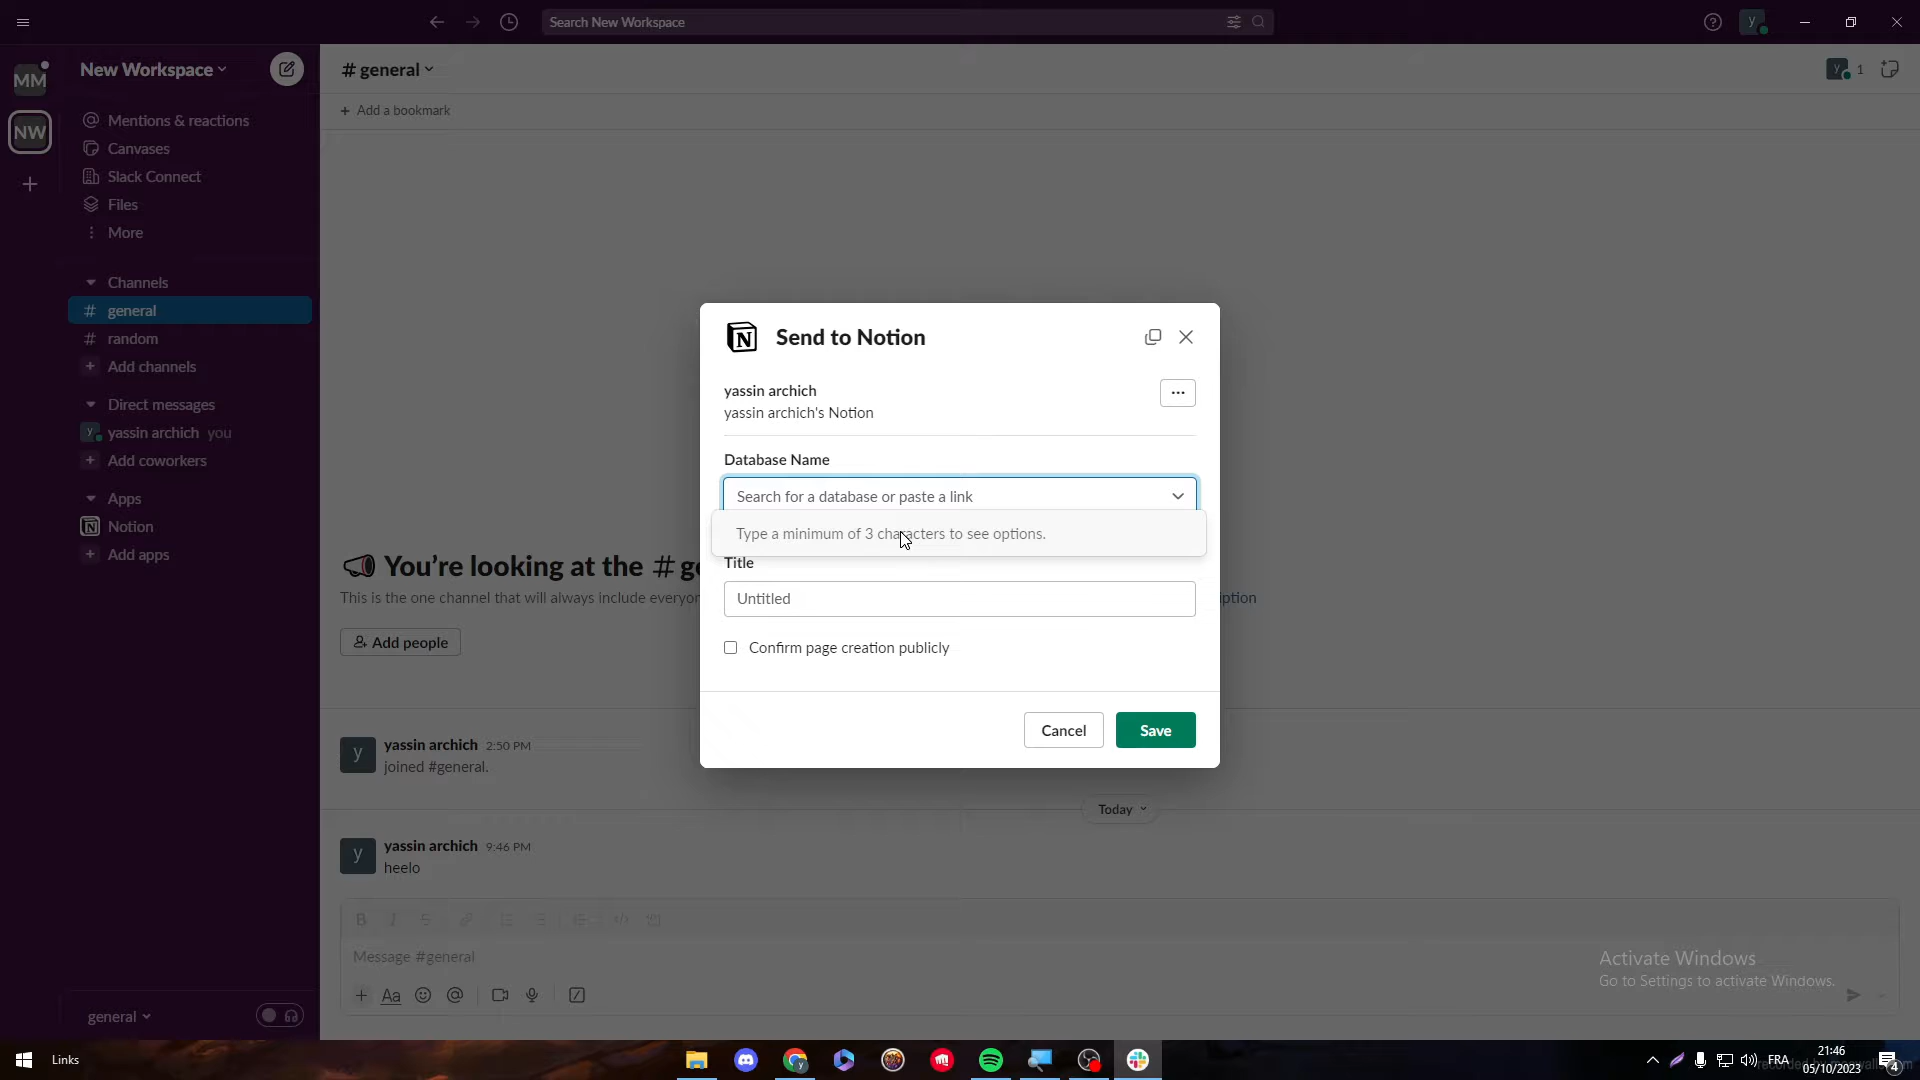 Search New Workspace
y
MM
New Workspace
# general
y 1
NW
+ Add a bookmark
Mentions & reactions
Canvases
Slack Connect
Files
More
Channels
# general
# random
+ Add channels
Direct messages
y yassin archich you
+ Add coworkers
Apps
Notion
+ Add apps
N Send to Notion
yassin archich
yassin archich's Notion
Database Name
Search for a database or paste a link
Type a minimum of 3 characters to see options.
Title
Untitled
Confirm page creation publicly
Cancel
Save
You're looking at the # g
This is the one channel that will always include everyo
iption
Add people
y yassin archich 2:50 PM
joined #general.
Today
y yassin archich 9:46 PM
heelo
B I S
Message #general
Aa
Activate Windows
Go to Settings to activate Windows.
general
Links
FRA
21:46
05/10/2023
4